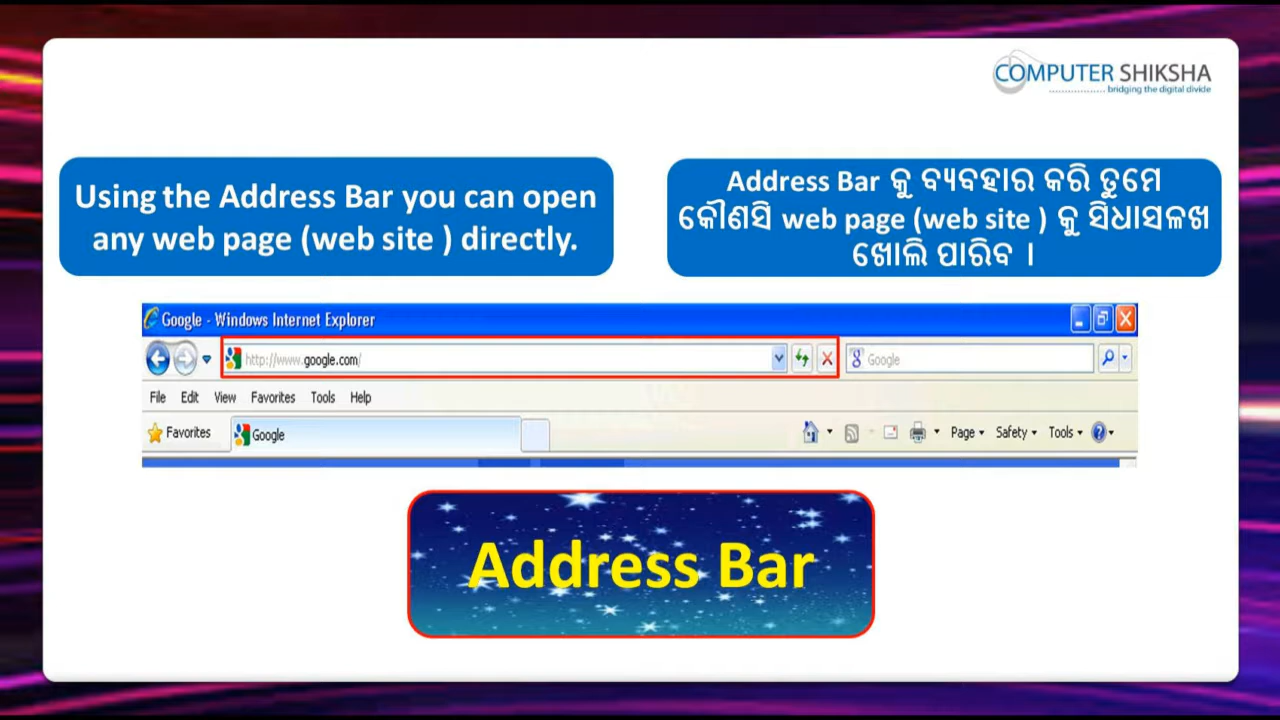 COMPUTER SHIKSHA
bridging the digital divide
Using the Address Bar you can open
any web page (web site ) directly.
Address Bar କୁ ବ୍ୟବହାର କରି ତୁମେ
କୌଣସି web page (web site ) କୁ ସିଧାସଳଖ
ଖୋଲି ପାରିବ ।
Google - Windows Internet Explorer
http://www.google.com/
Google
File Edit View Favorites Tools Help
Favorites Google Page Safety Tools
Address Bar